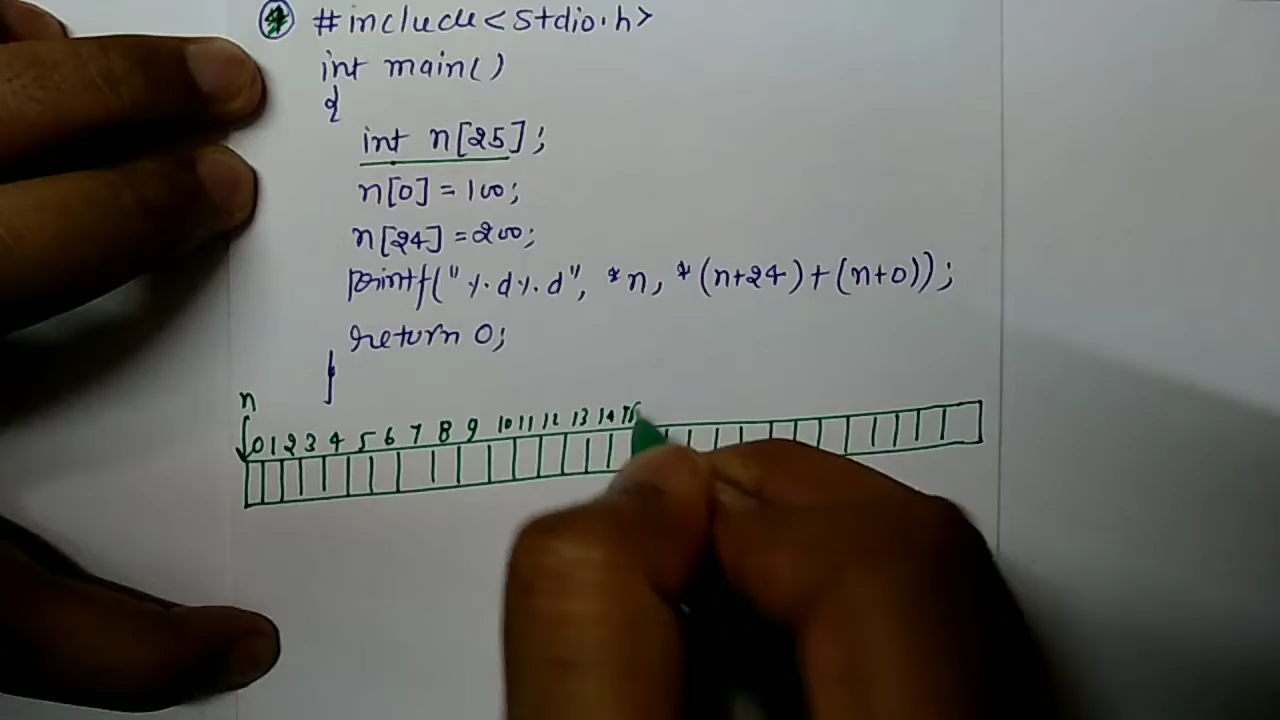 #include<stdio.h>
int main()
{
int n[25];
n[0]=100;
n[24]=200;
printf("%d%d", *n, *(n+24)+(n+0));
return 0;
}
n
0 1 2 3 4 5 6 7 8 9 10 11 12 13 14 15